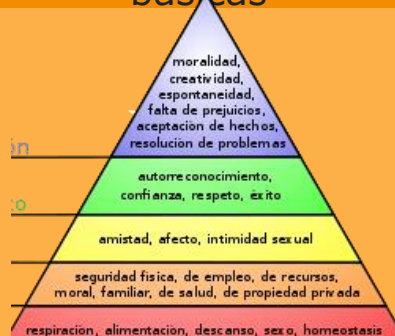 básicas
moralidad,
creatividad,
espontaneidad,
falta de prejuicios,
aceptación de hechos,
resolución de problemas
autorreconocimiento,
confianza, respeto, éxito
amistad, afecto, intimidad sexual
seguridad física, de empleo, de recursos,
moral, familiar, de salud, de propiedad privada
respiración, alimentación, descanso, sexo, homeostasis